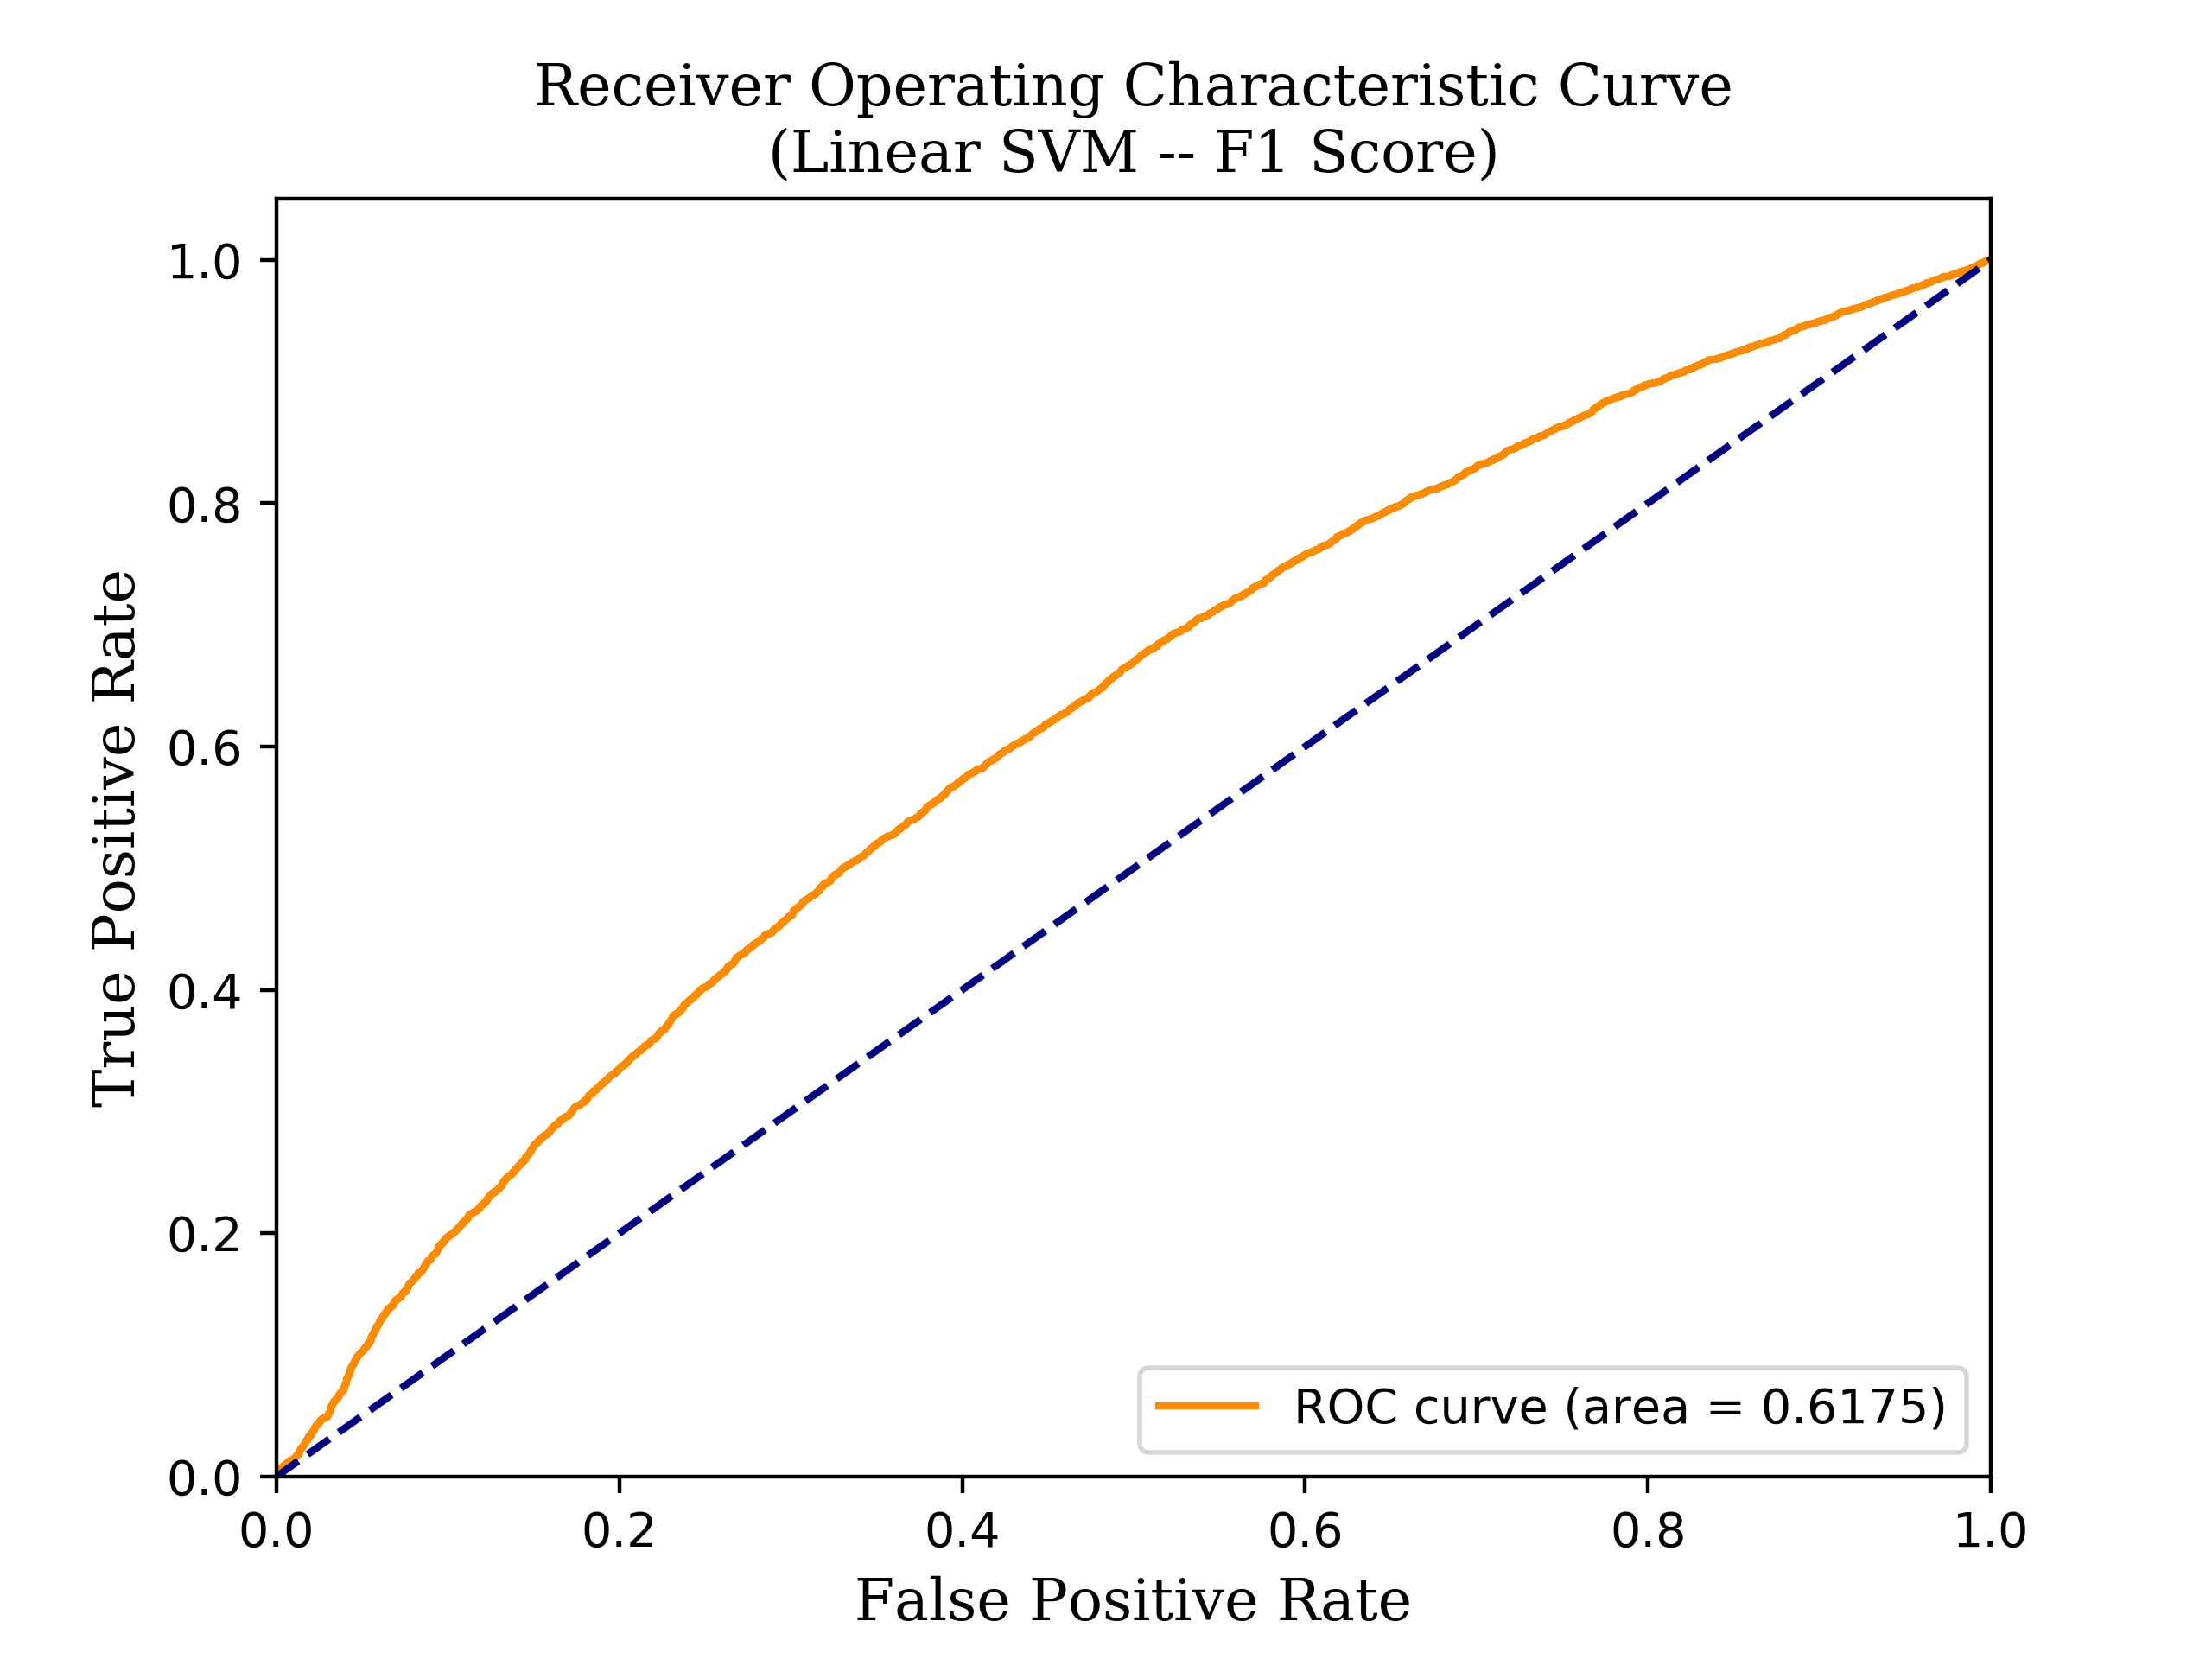 Receiver Operating Characteristic Curve
(Linear SVM -- F1 Score)
True Positive Rate
1.0
0.8
0.6
0.4
0.2
0.0
ROC curve (area = 0.6175)
0.0 0.2 0.4 0.6 0.8 1.0
False Positive Rate